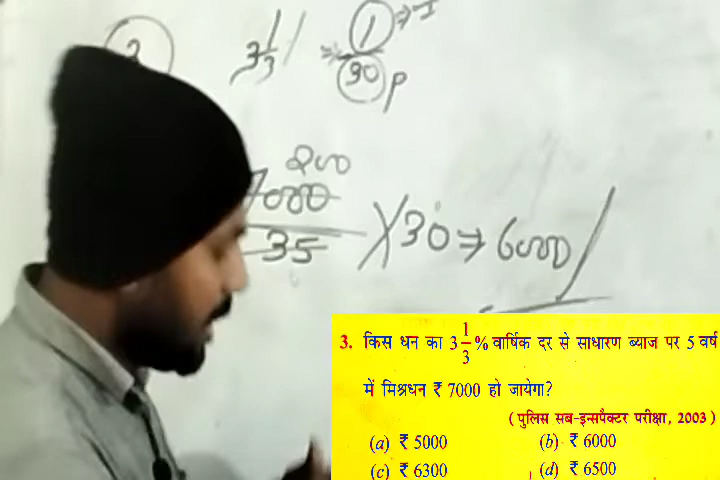 3
3 1/3 % ⇒ 1/30 → I
P
200
7000/35 × 30 ⇒ 6000/
3. किस धन का 3 1/3 % वार्षिक दर से साधारण ब्याज पर 5 वर्ष
में मिश्रधन ₹ 7000 हो जायेगा?
(पुलिस सब-इन्सपैक्टर परीक्षा, 2003)
(a) ₹ 5000 (b) ₹ 6000
(c) ₹ 6300 (d) ₹ 6500